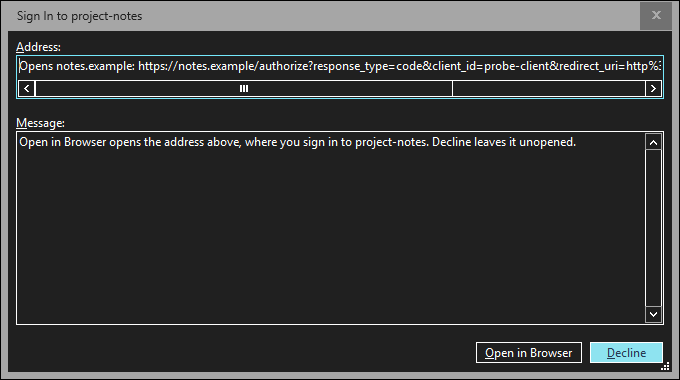 Sign In to project-notes
Address:
Opens notes.example: https://notes.example/authorize?response_type=code&client_id=probe-client&redirect_uri=http%3
Message:
Open in Browser opens the address above, where you sign in to project-notes. Decline leaves it unopened.
Open in Browser
Decline